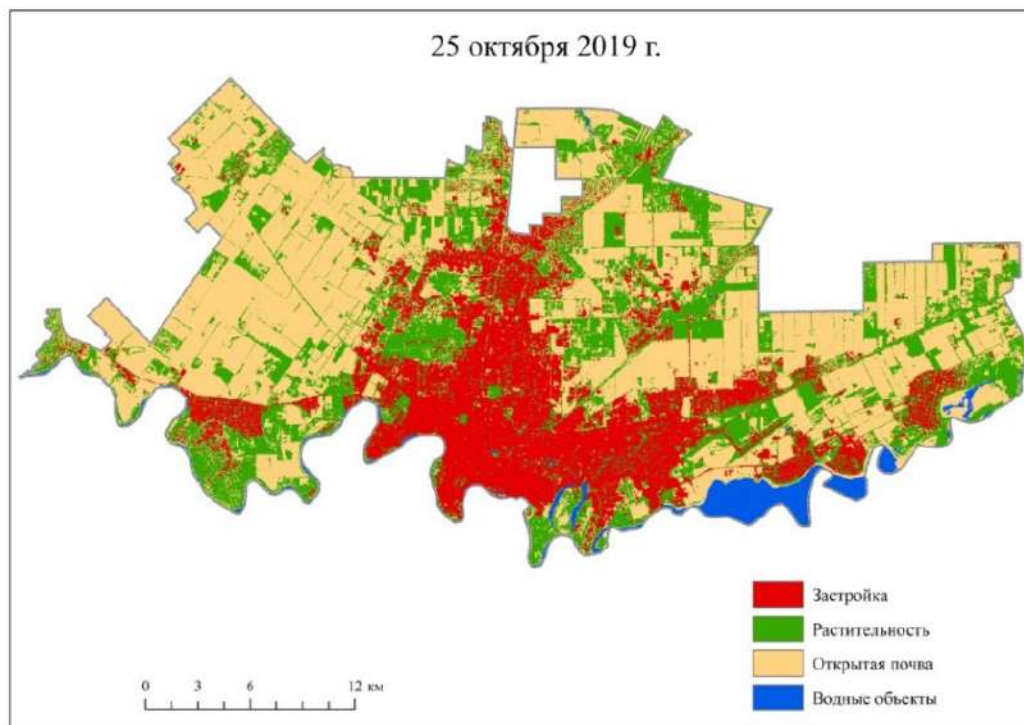 25 октября 2019 г.
Застройка
Растительность
Открытая почва
Водные объекты
0 3 6 12 км